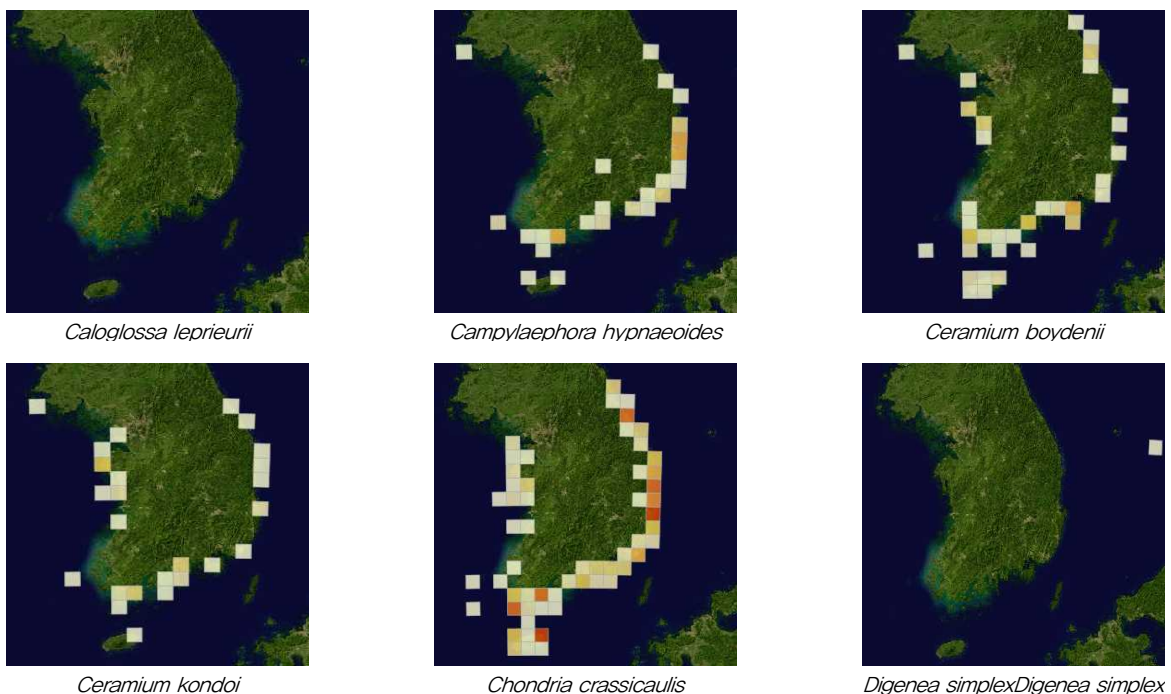 Caloglossa leprieurii
Campylaephora hypnaeoides
Ceramium boydenii
Ceramium kondoi
Chondria crassicaulis
Digenea simplexDigenea simplex